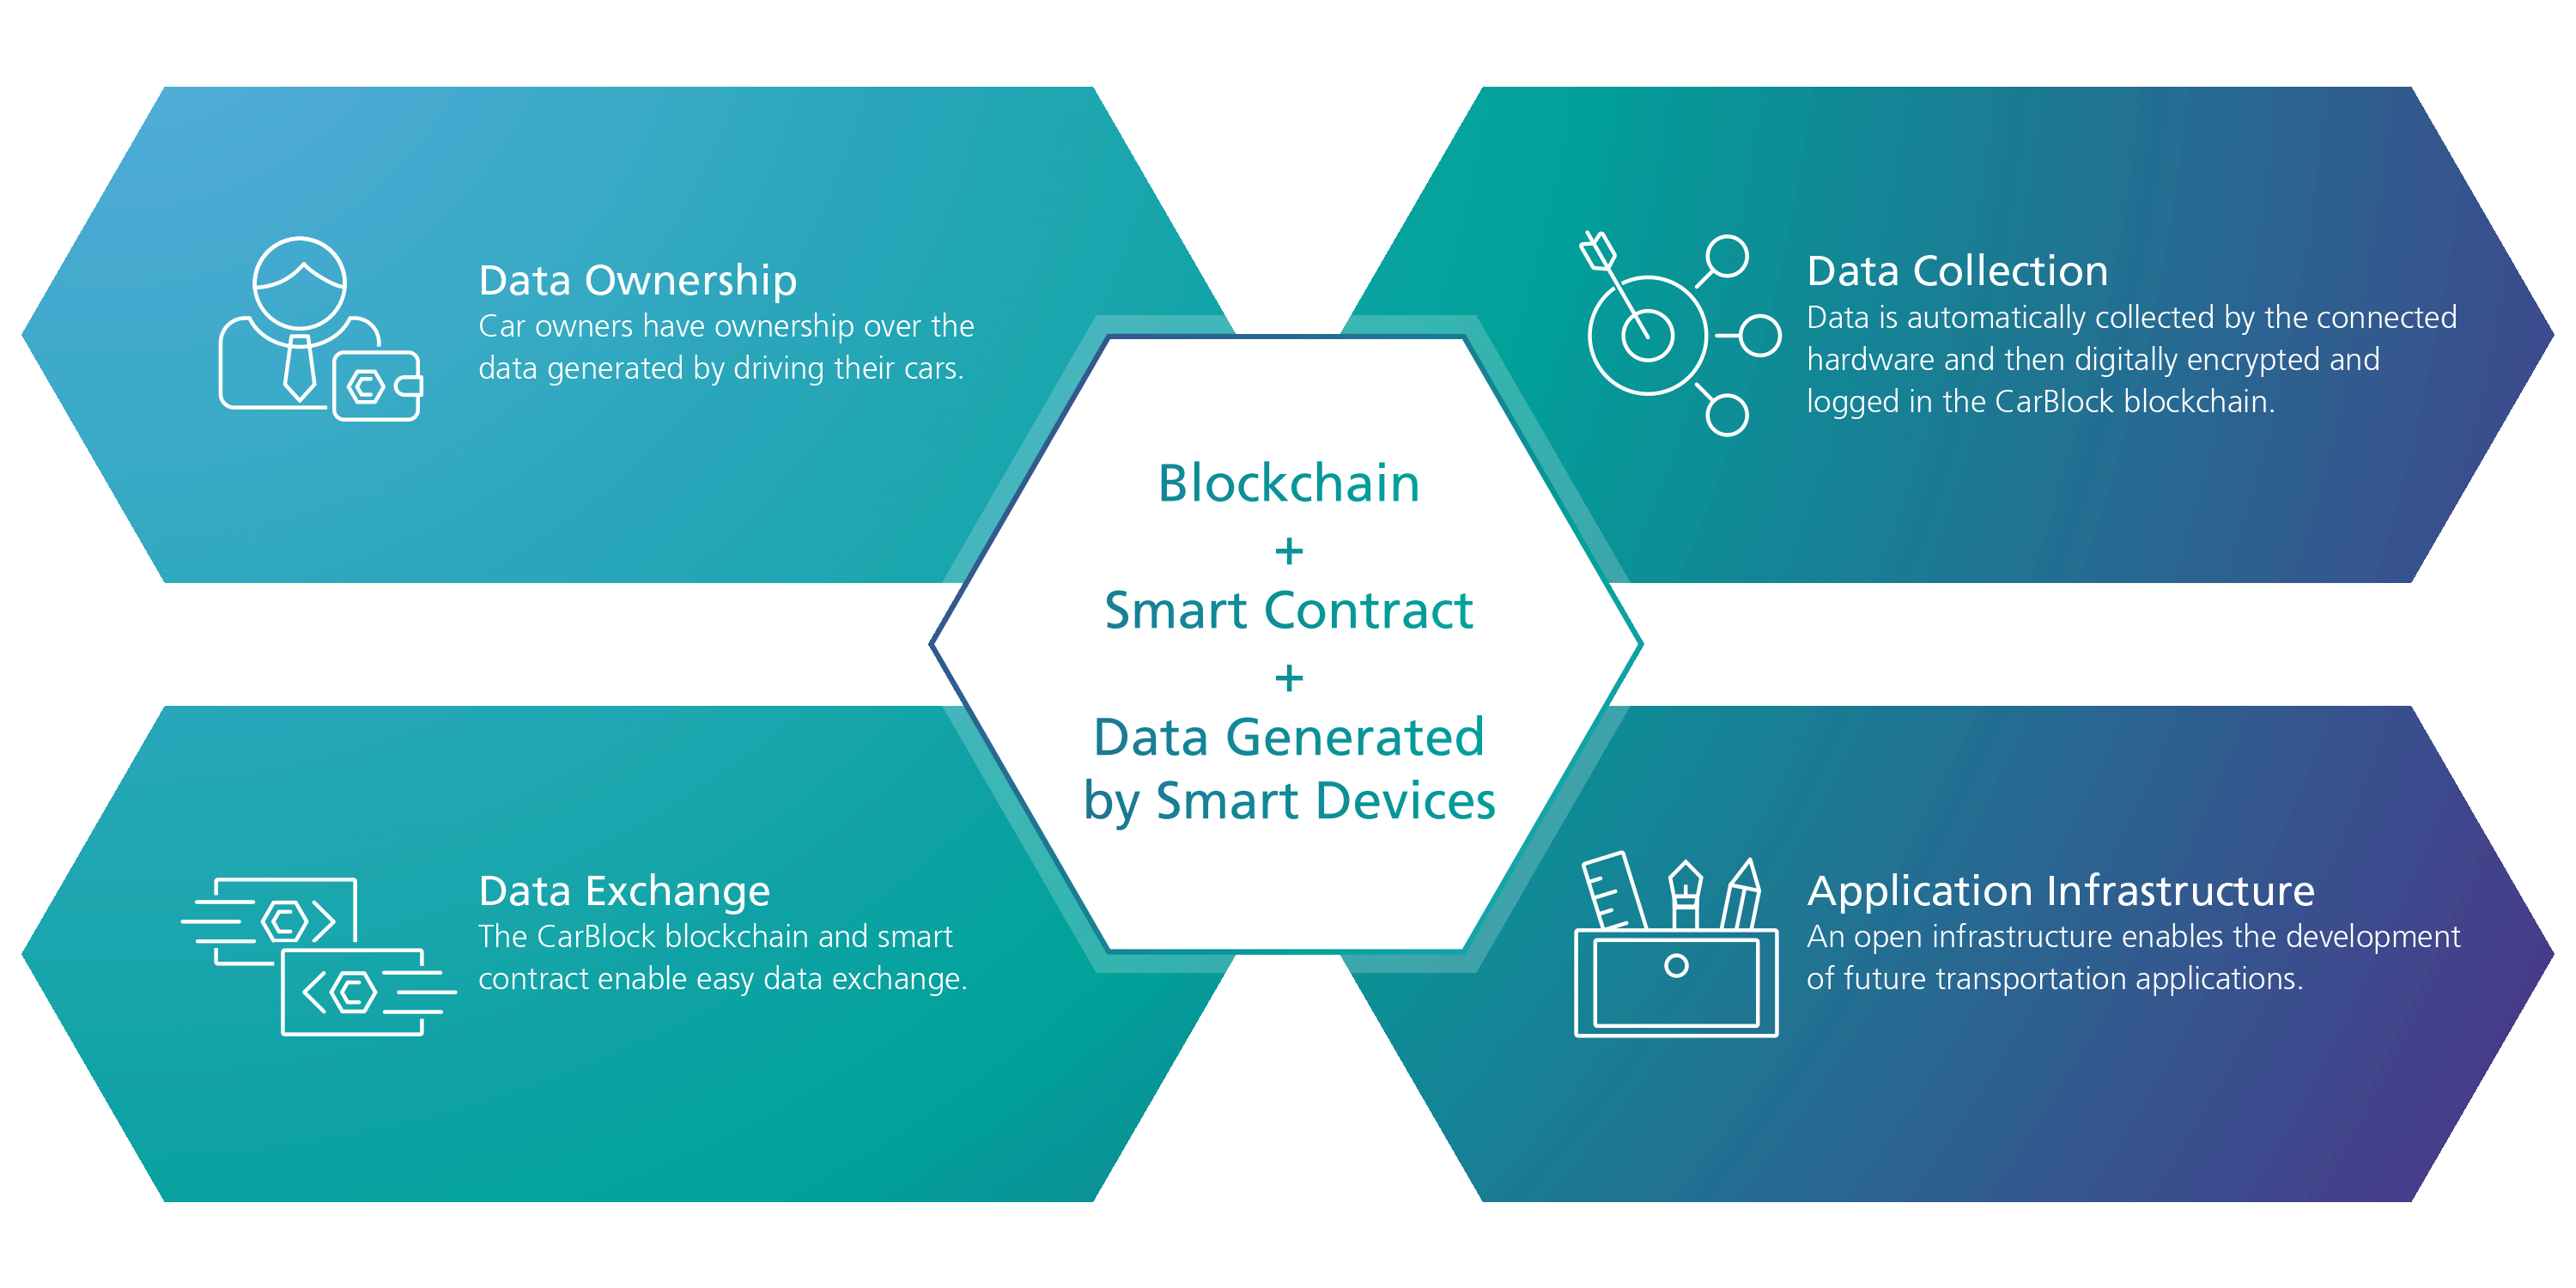 Data Ownership
Car owners have ownership over the
data generated by driving their cars.
Data Collection
Data is automatically collected by the connected
hardware and then digitally encrypted and
logged in the CarBlock blockchain.
Blockchain
+
Smart Contract
+
Data Generated
by Smart Devices
Data Exchange
The CarBlock blockchain and smart
contract enable easy data exchange.
Application Infrastructure
An open infrastructure enables the development
of future transportation applications.